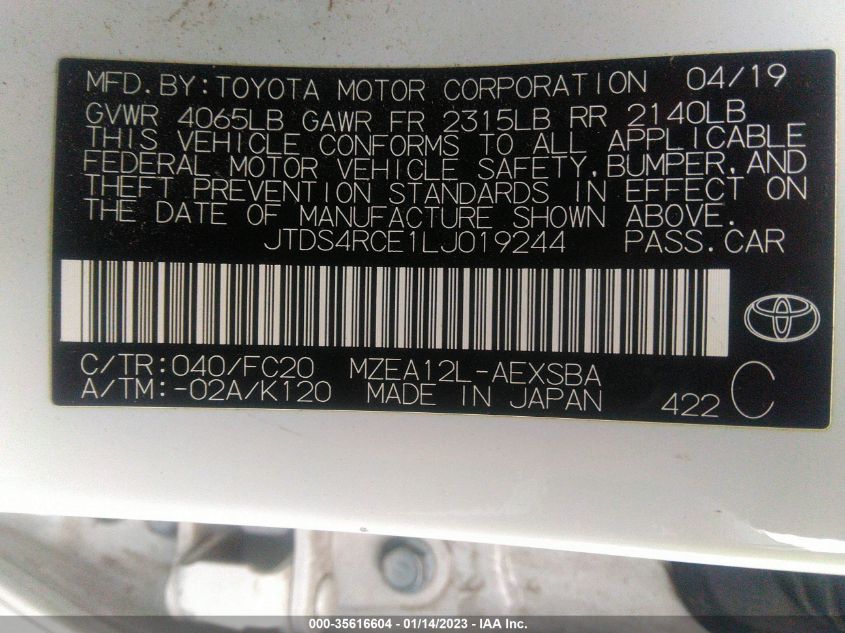 MFD.BY:TOYOTA MOTOR CORPORATION 04/19
GVWR 4065LB GAWR FR 2315LB RR 2140LB
THIS VEHICLE CONFORMS TO ALL APPLICABLE
FEDERAL MOTOR VEHICLE SAFETY,BUMPER,AND
THEFT PREVENTION STANDARDS IN EFFECT ON
THE DATE OF MANUFACTURE SHOWN ABOVE.
JTDS4RCE1LJ019244 PASS.CAR
C/TR:040/FC20 MZEA12L-AEXSBA
A/TM:-02A/K120 MADE IN JAPAN 422 C
000-35616604 — 01/14/2023 — © IAA Inc.